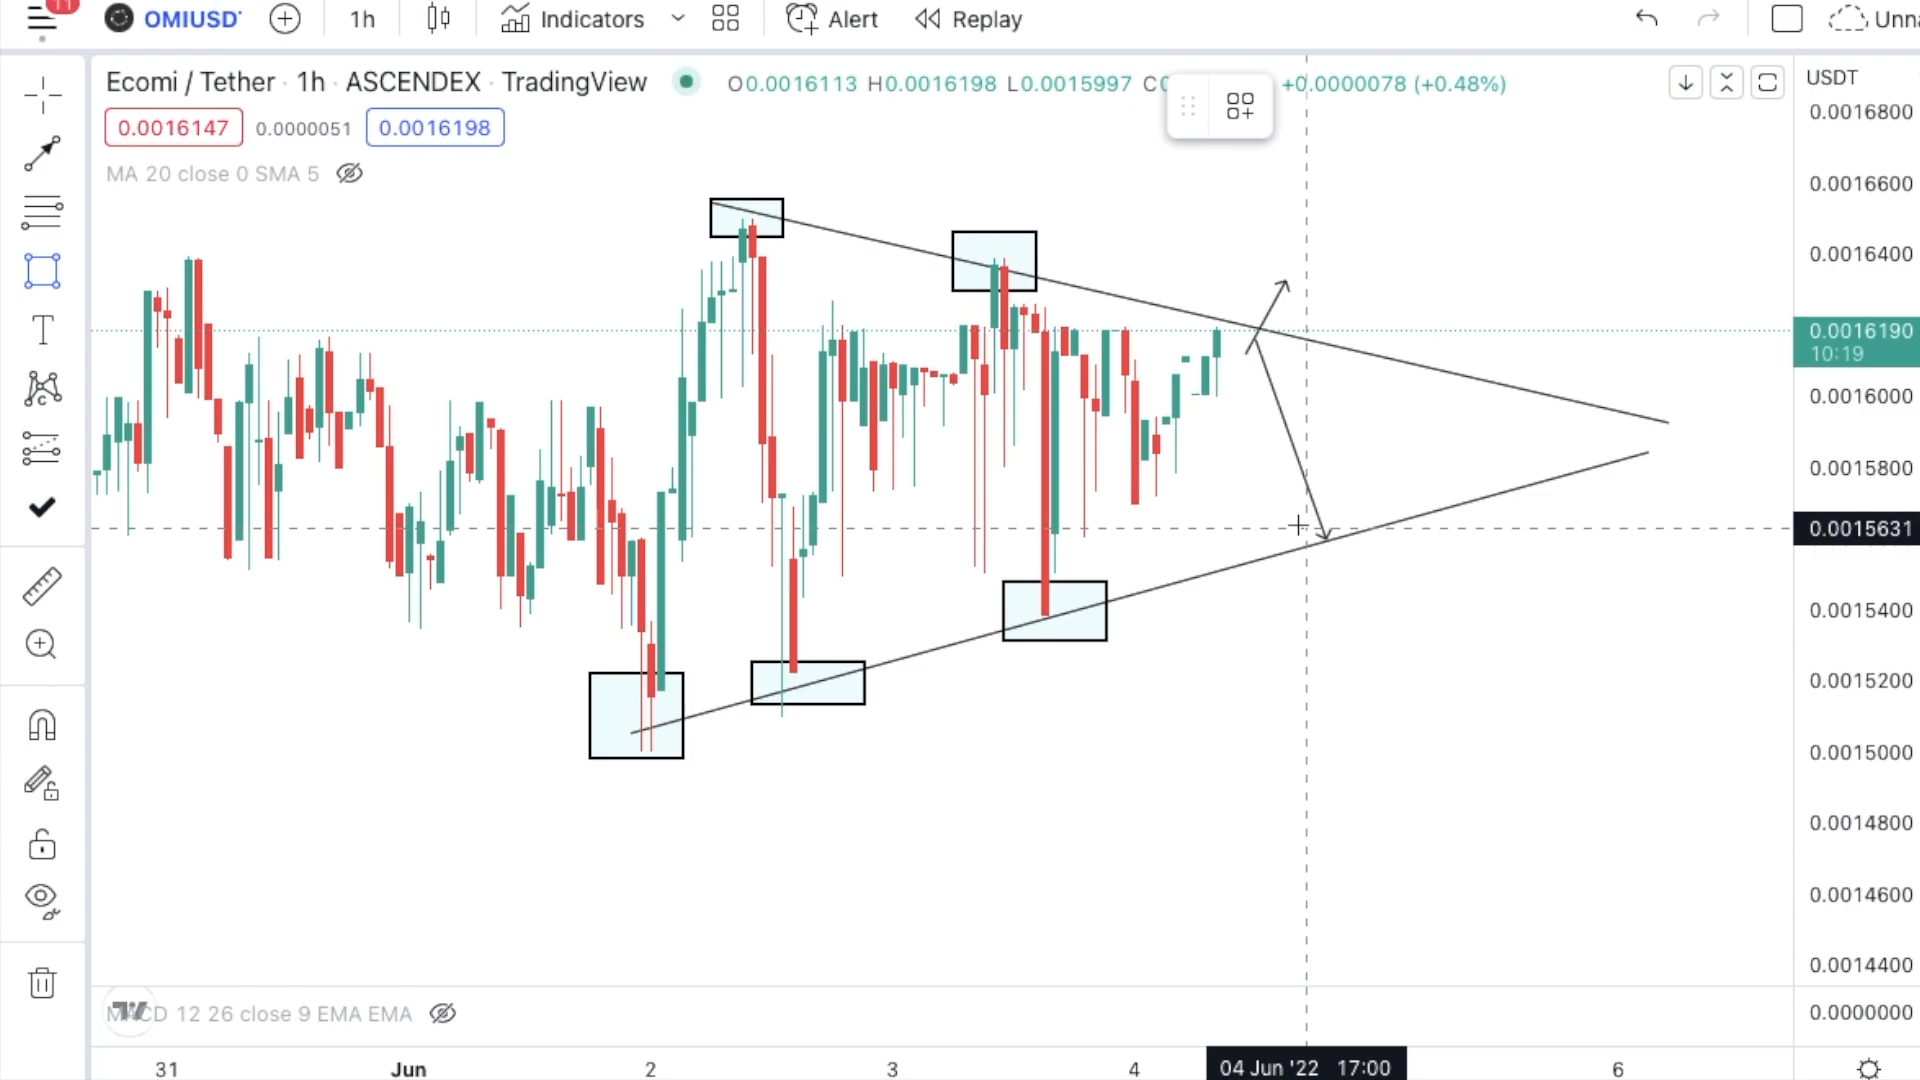 11
OMIUSD
1h
Indicators
Alert
Replay
Ecomi / Tether · 1h · ASCENDEX · TradingView
O0.0016113 H0.0016198 L0.0015997 C
+0.0000078 (+0.48%)
0.0016147
0.0000051
0.0016198
MA 20 close 0 SMA 5
USDT
0.0016800
0.0016600
0.0016400
0.0016190
10:19
0.0016000
0.0015800
0.0015631
0.0015400
0.0015200
0.0015000
0.0014800
0.0014600
0.0014400
MACD 12 26 close 9 EMA EMA
0.0000000
31
Jun
2
3
4
04 Jun '22 17:00
6